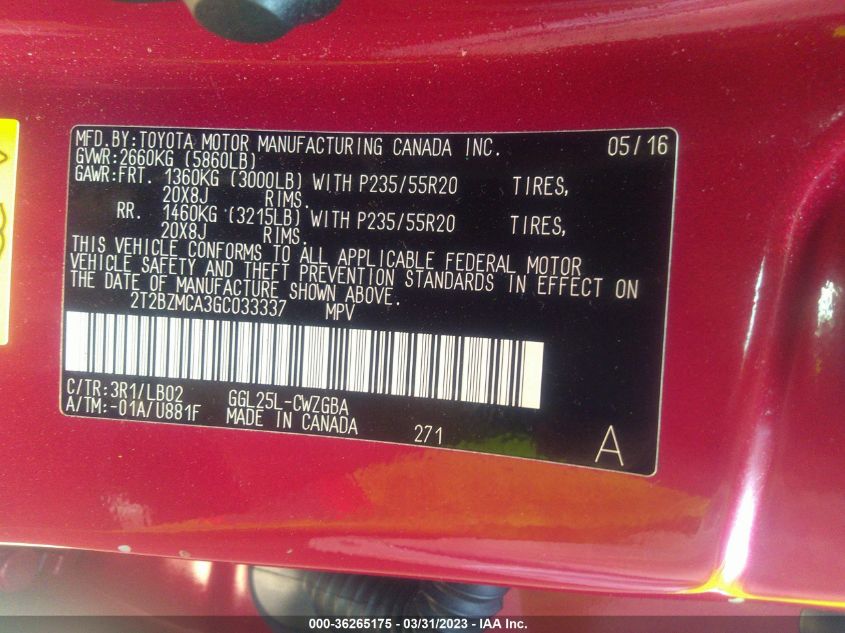 MFD.BY:TOYOTA MOTOR MANUFACTURING CANADA INC. 05/16
GVWR:2660KG (5860LB)
GAWR:FRT. 1360KG (3000LB) WITH P235/55R20 TIRES,
20X8J RIMS.
RR. 1460KG (3215LB) WITH P235/55R20 TIRES,
20X8J RIMS.
THIS VEHICLE CONFORMS TO ALL APPLICABLE FEDERAL MOTOR
VEHICLE SAFETY AND THEFT PREVENTION STANDARDS IN EFFECT ON
THE DATE OF MANUFACTURE SHOWN ABOVE.
2T2BZMCA3GC033337 MPV
C/TR:3R1/LB02 GGL25L-CWZGBA
A/TM:-01A/U881F MADE IN CANADA
271 A
000-36265175 - 03/31/2023 - IAA Inc.